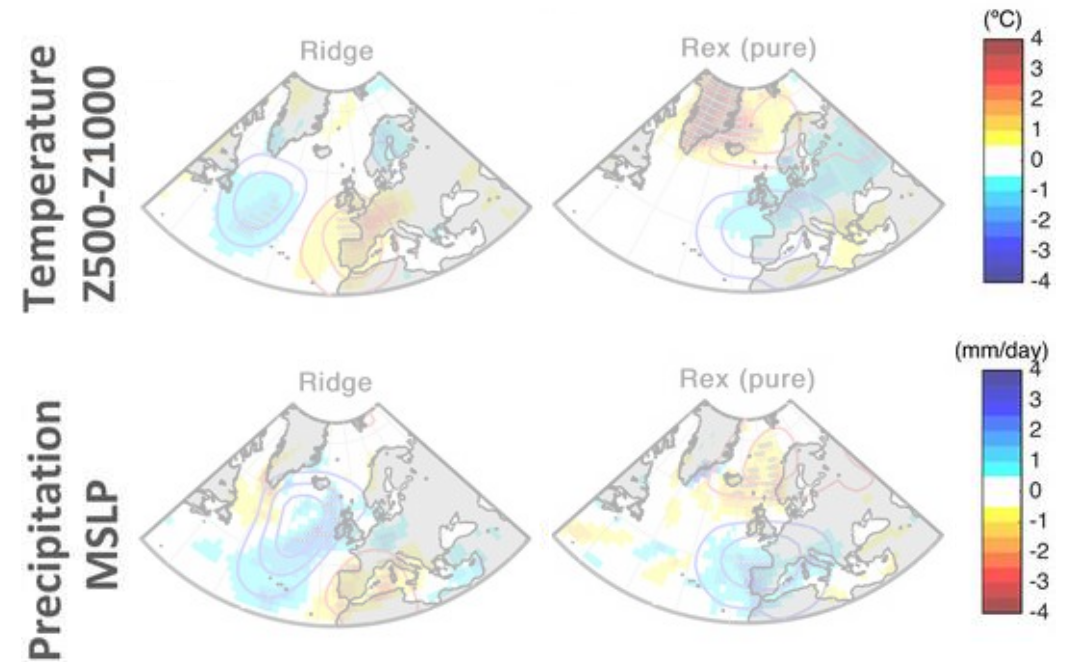 Temperature
Z500-Z1000
Ridge
Rex (pure)
(ºC)
4
3
2
1
0
-1
-2
-3
-4
Precipitation
MSLP
Ridge
Rex (pure)
(mm/day)
4
3
2
1
0
-1
-2
-3
-4